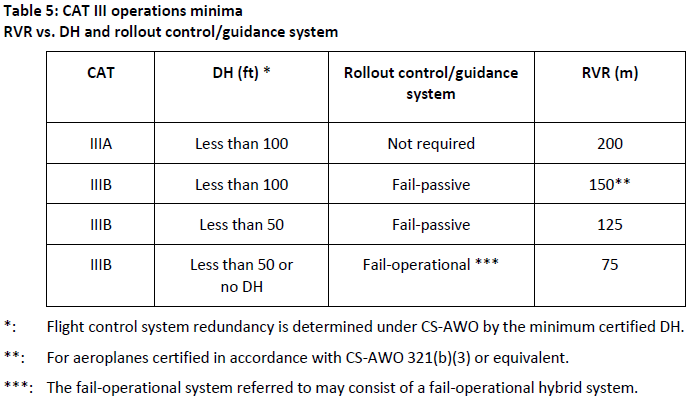 Table 5: CAT III operations minima
RVR vs. DH and rollout control/guidance system
CAT DH (ft) * Rollout control/guidance system RVR (m)
IIIA Less than 100 Not required 200
IIIB Less than 100 Fail-passive 150**
IIIB Less than 50 Fail-passive 125
IIIB Less than 50 or no DH Fail-operational *** 75
*: Flight control system redundancy is determined under CS-AWO by the minimum certified DH.
**: For aeroplanes certified in accordance with CS-AWO 321(b)(3) or equivalent.
***: The fail-operational system referred to may consist of a fail-operational hybrid system.